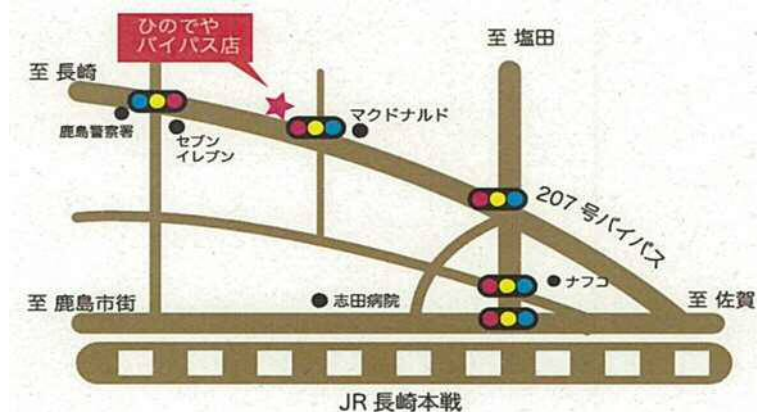 ひのでや
バイパス店
至 塩田
至 長崎
マクドナルド
鹿島警察署
セブン
イレブン
207号バイパス
ナフコ
至 鹿島市街
志田病院
至 佐賀
JR 長崎本戦